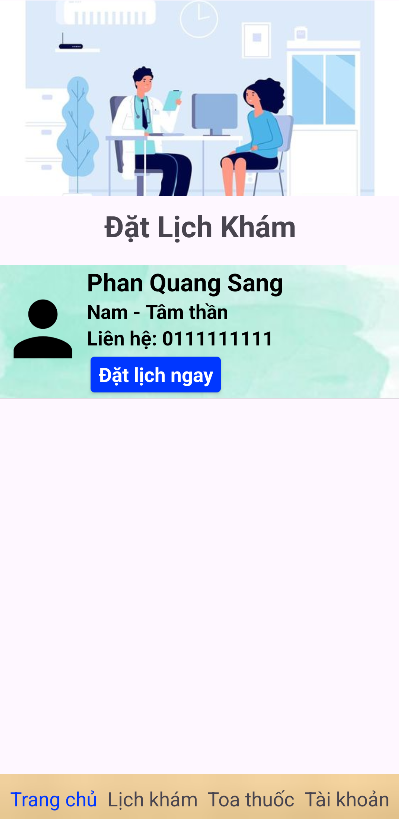 Đặt Lịch Khám
Phan Quang Sang
Nam - Tâm thần
Liên hệ: 0111111111
Đặt lịch ngay
Trang chủ Lịch khám Toa thuốc Tài khoản